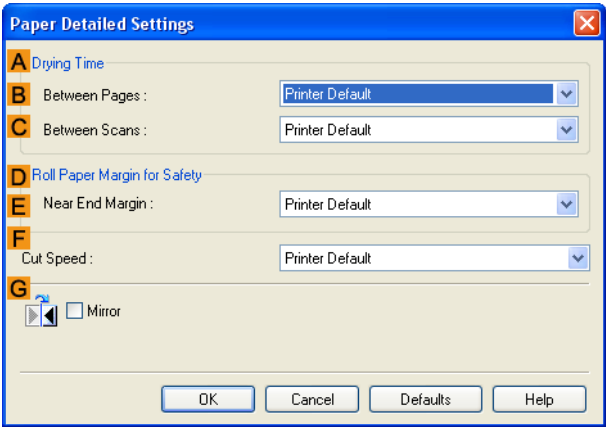 Paper Detailed Settings
A Drying Time
B Between Pages : Printer Default
C Between Scans : Printer Default
D Roll Paper Margin for Safety
E Near End Margin : Printer Default
F
Cut Speed : Printer Default
G
Mirror
OK Cancel Defaults Help